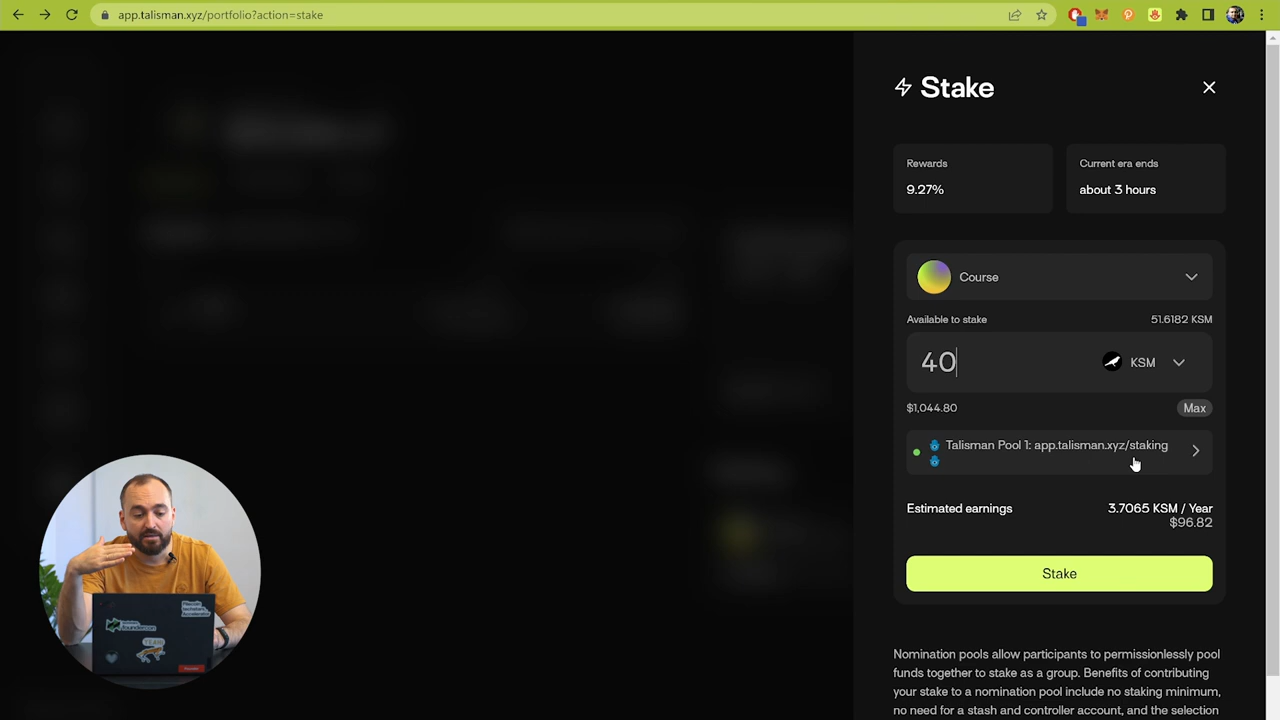 app.talisman.xyz/portfolio?action=stake
Stake
Rewards
9.27%
Current era ends
about 3 hours
Course
Available to stake
51.6182 KSM
40
KSM
$1,044.80
Max
Talisman Pool 1: app.talisman.xyz/staking
Estimated earnings
3.7065 KSM / Year
$96.82
Stake
Nomination pools allow participants to permissionlessly pool
funds together to stake as a group. Benefits of contributing
your stake to a nomination pool include no staking minimum,
no need for a stash and controller account, and the selection
TEAM